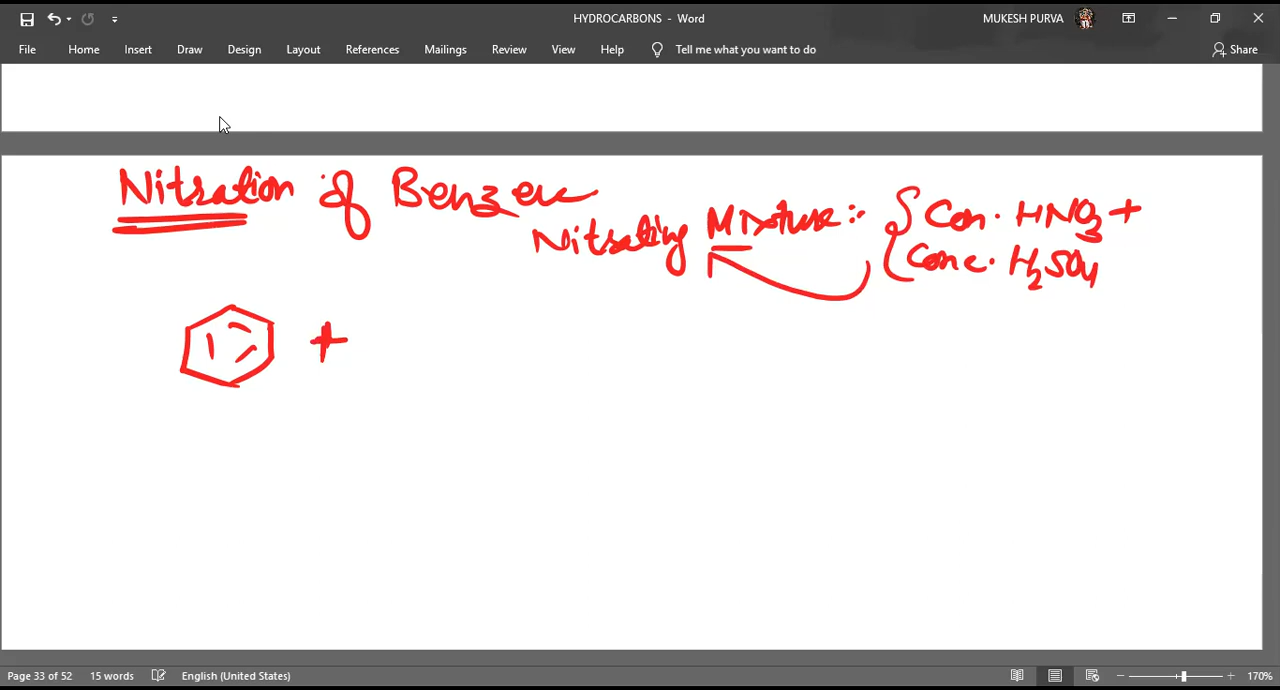 HYDROCARBONS - Word
MUKESH PURVA
File Home Insert Draw Design Layout References Mailings Review View Help Tell me what you want to do Share
Nitration of Benzene
Nitrating Mixture :- { Con. HNO3 +
Conc. H2SO4
+
Page 33 of 52 15 words English (United States) 170%